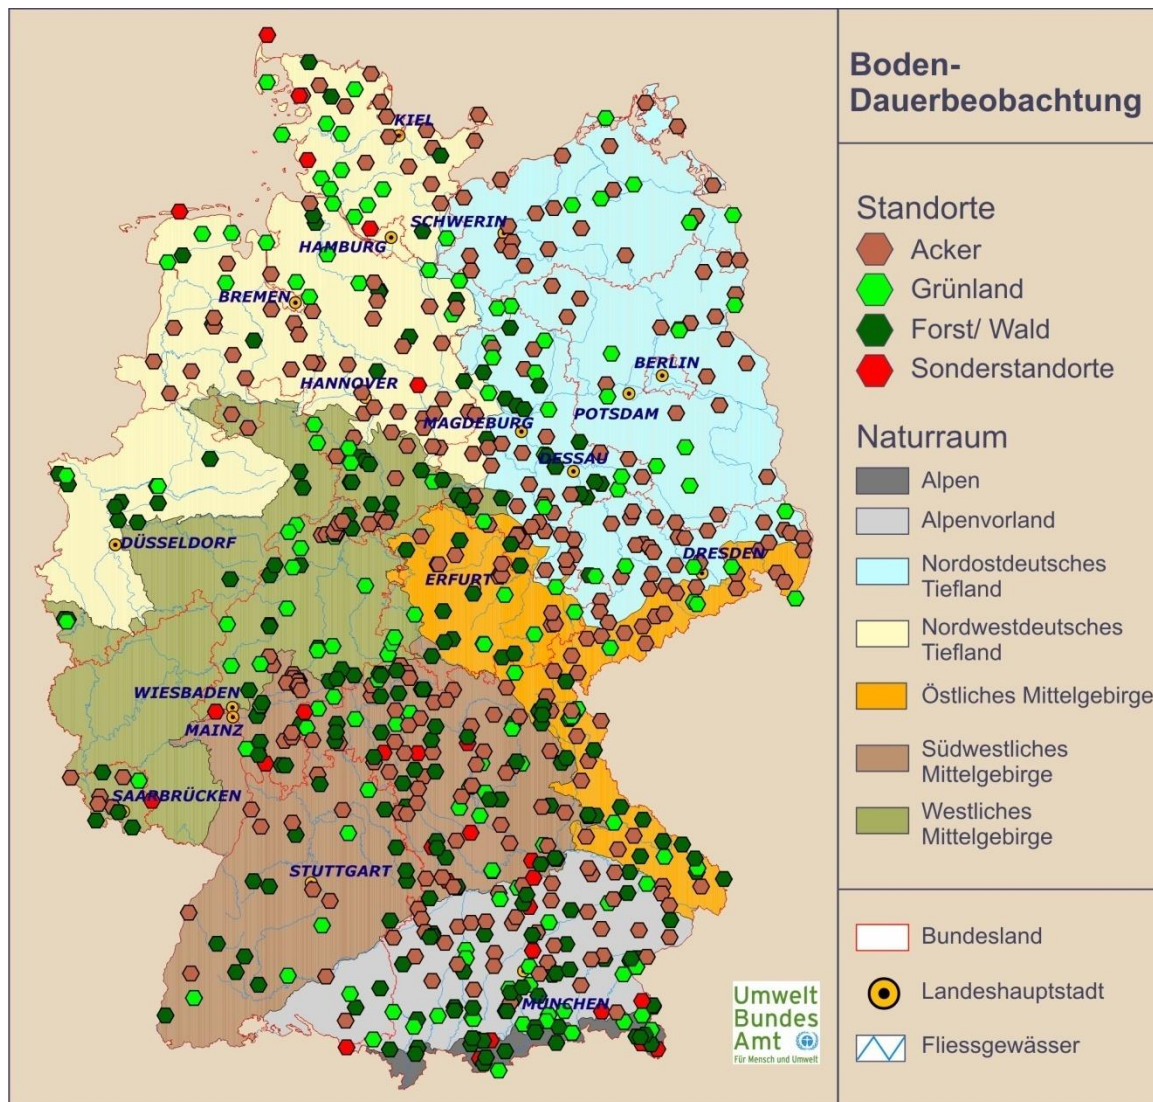 Boden-
Dauerbeobachtung
Standorte
Acker
Grünland
Forst/ Wald
Sonderstandorte
Naturraum
Alpen
Alpenvorland
Nordostdeutsches
Tiefland
Nordwestdeutsches
Tiefland
Östliches Mittelgebirge
Südwestliches
Mittelgebirge
Westliches
Mittelgebirge
Bundesland
Landeshauptstadt
Fliessgewässer
KIEL
SCHWERIN
HAMBURG
BREMEN
BERLIN
HANNOVER
POTSDAM
MAGDEBURG
DESSAU
DÜSSELDORF
DRESDEN
ERFURT
WIESBADEN
MAINZ
SAARBRÜCKEN
STUTTGART
MÜNCHEN
Umwelt
Bundes
Amt
Für Mensch und Umwelt